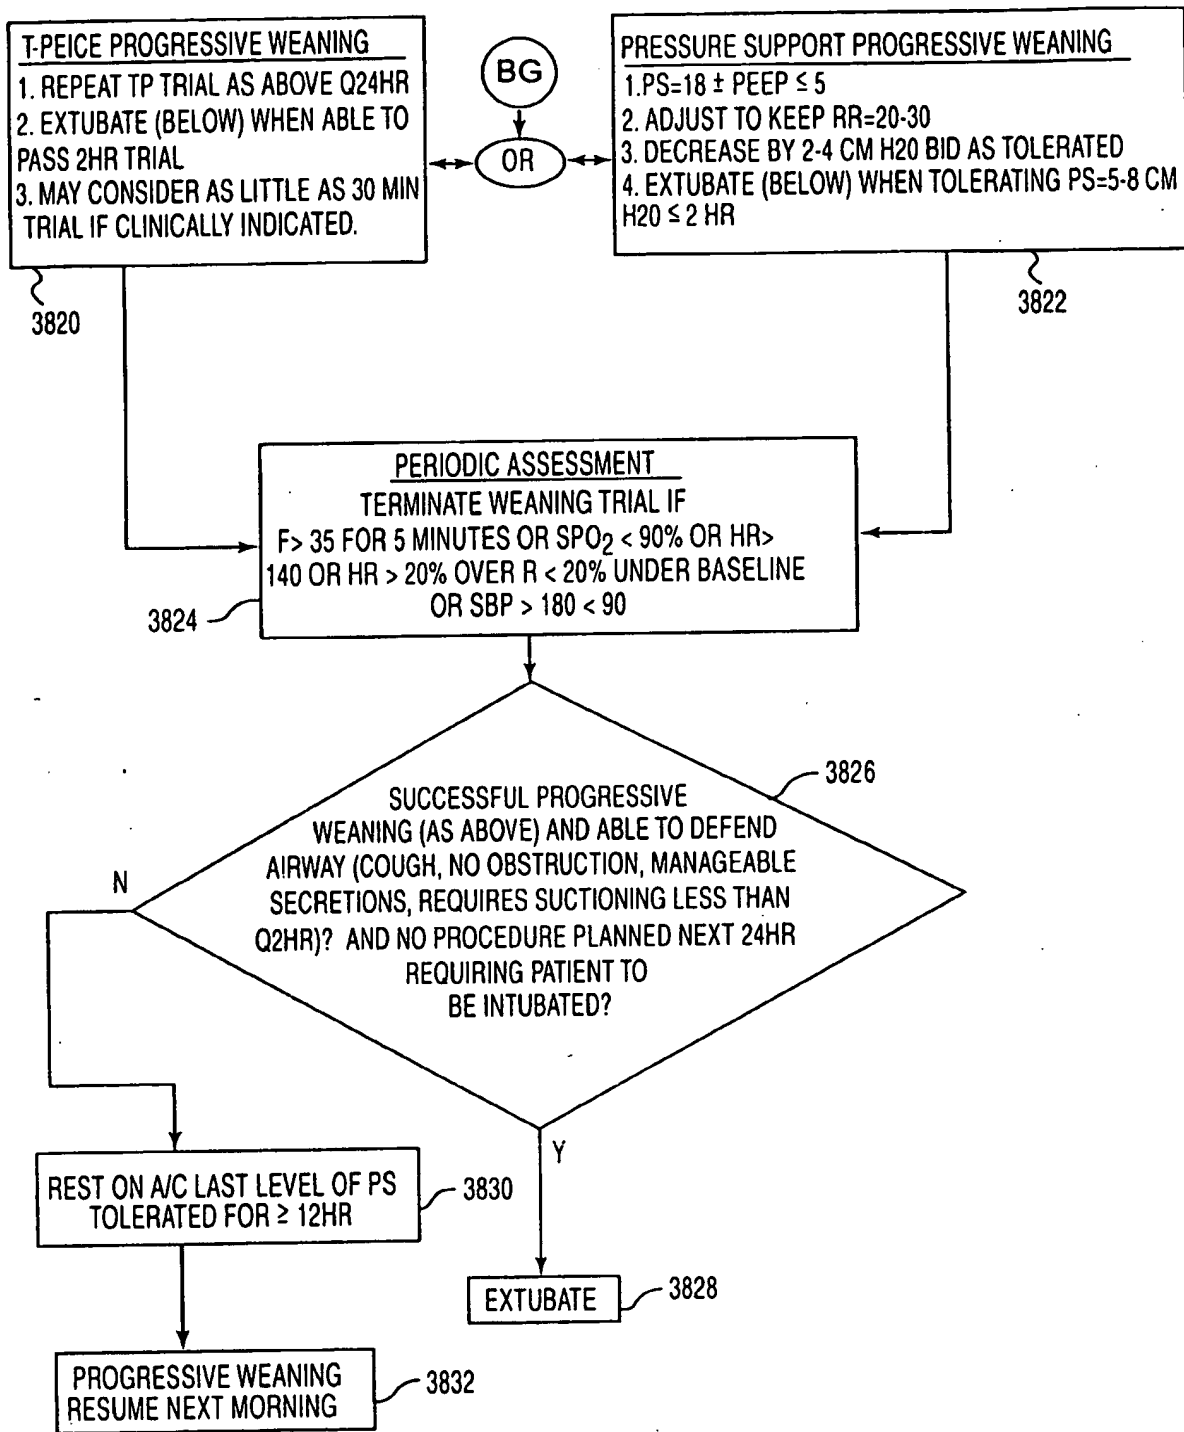 T-PEICE PROGRESSIVE WEANING
1. REPEAT TP TRIAL AS ABOVE Q24HR
2. EXTUBATE (BELOW) WHEN ABLE TO
PASS 2HR TRIAL
3. MAY CONSIDER AS LITTLE AS 30 MIN
TRIAL IF CLINICALLY INDICATED.
3820
BG
OR
PRESSURE SUPPORT PROGRESSIVE WEANING
1.PS=18 ± PEEP ≤ 5
2. ADJUST TO KEEP RR=20-30
3. DECREASE BY 2-4 CM H20 BID AS TOLERATED
4. EXTUBATE (BELOW) WHEN TOLERATING PS=5-8 CM
H20 ≤ 2 HR
3822
PERIODIC ASSESSMENT
TERMINATE WEANING TRIAL IF
F> 35 FOR 5 MINUTES OR SPO₂ < 90% OR HR>
140 OR HR > 20% OVER R < 20% UNDER BASELINE
OR SBP > 180 < 90
3824
3826
SUCCESSFUL PROGRESSIVE
WEANING (AS ABOVE) AND ABLE TO DEFEND
AIRWAY (COUGH, NO OBSTRUCTION, MANAGEABLE
SECRETIONS, REQUIRES SUCTIONING LESS THAN
Q2HR)? AND NO PROCEDURE PLANNED NEXT 24HR
REQUIRING PATIENT TO
BE INTUBATED?
N
Y
REST ON A/C LAST LEVEL OF PS
TOLERATED FOR ≥ 12HR
3830
EXTUBATE
3828
PROGRESSIVE WEANING
RESUME NEXT MORNING
3832